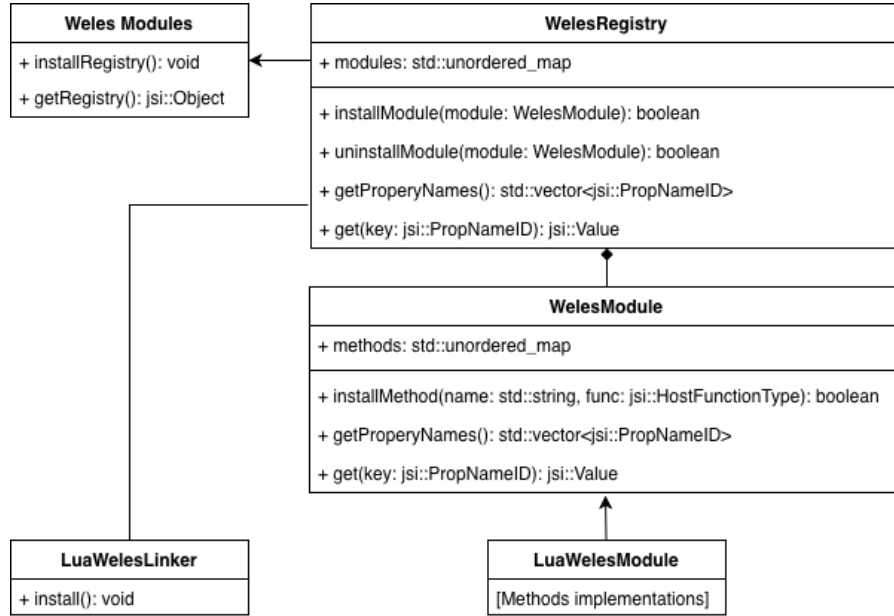 Weles Modules
+ installRegistry(): void
+ getRegistry(): jsi::Object
WelesRegistry
+ modules: std::unordered_map
+ installModule(module: WelesModule): boolean
+ uninstallModule(module: WelesModule): boolean
+ getProperyNames(): std::vector<jsi::PropNameID>
+ get(key: jsi::PropNameID): jsi::Value
WelesModule
+ methods: std::unordered_map
+ installMethod(name: std::string, func: jsi::HostFunctionType): boolean
+ getProperyNames(): std::vector<jsi::PropNameID>
+ get(key: jsi::PropNameID): jsi::Value
LuaWelesLinker
+ install(): void
LuaWelesModule
[Methods implementations]